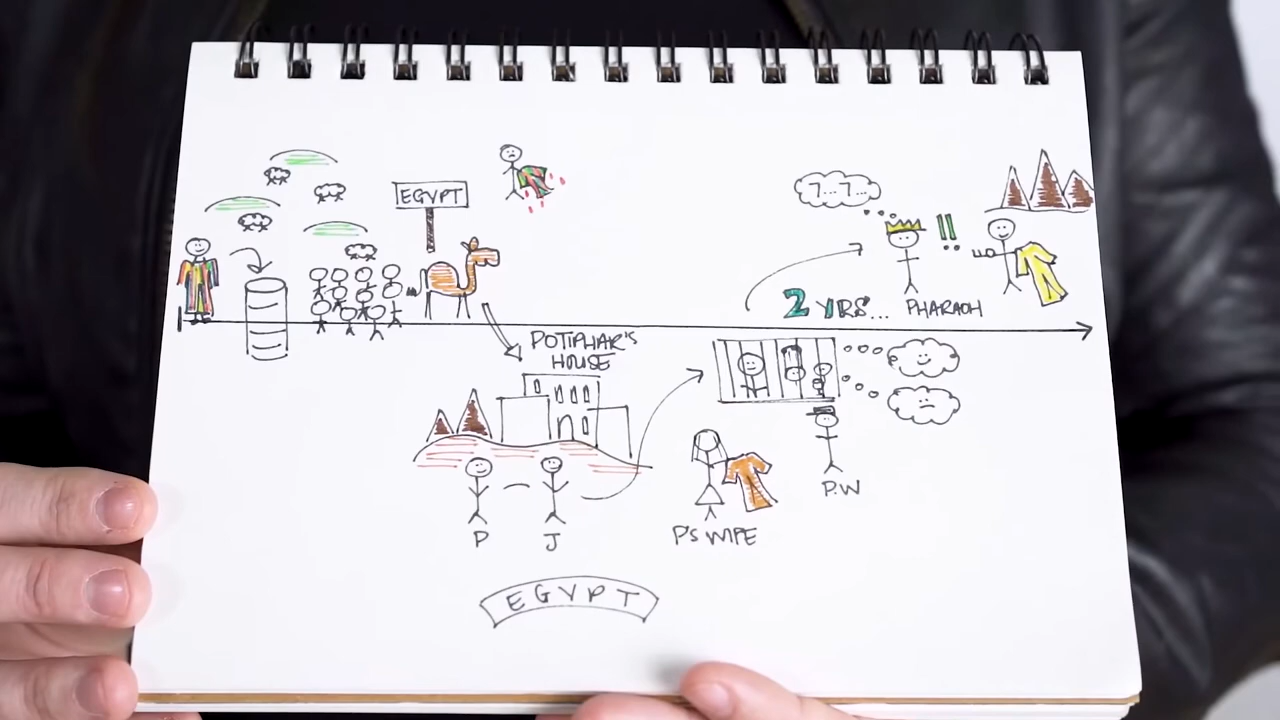 EGYPT
7...7...
!!
2 YRS...
PHARAOH
POTIPHAR'S
HOUSE
P
J
P'S WIFE
P.W
EGYPT